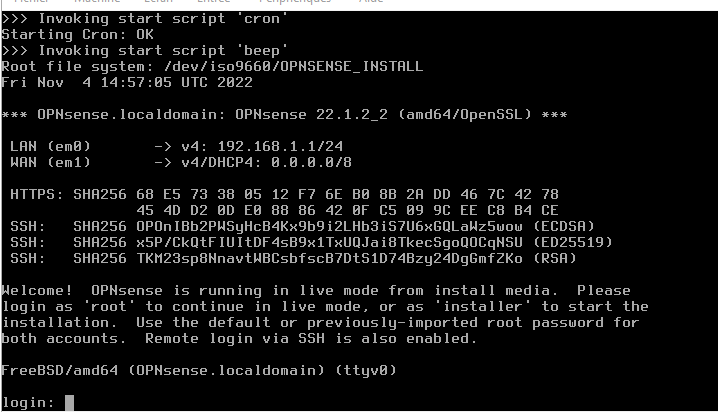 Fichier Machine Écran Entrée Périphériques Aide
>>> Invoking start script 'cron'
Starting Cron: OK
>>> Invoking start script 'beep'
Root file system: /dev/iso9660/OPNSENSE_INSTALL
Fri Nov  4 14:57:05 UTC 2022

*** OPNsense.localdomain: OPNsense 22.1.2_2 (amd64/OpenSSL) ***

 LAN (em0)       -> v4: 192.168.1.1/24
 WAN (em1)       -> v4/DHCP4: 0.0.0.0/8

 HTTPS: SHA256 68 E5 73 38 05 12 F7 6E B0 8B 2A DD 46 7C 42 78
               45 4D D2 0D E0 88 86 42 0F C5 09 9C EE C8 B4 CE
 SSH:   SHA256 OPOnIBb2PWSyHcB4Kx9b9i2LHb3iS7U6xGQLaWz5wow (ECDSA)
 SSH:   SHA256 x5P/CkQtFIUItDF4sB9x1TxUQJai8TkecSgoQOCqNSU (ED25519)
 SSH:   SHA256 TKM23sp8NnavtWBCsbfscB7DtS1D74Bzy24DgGmfZKo (RSA)

Welcome!  OPNsense is running in live mode from install media.  Please
login as 'root' to continue in live mode, or as 'installer' to start the
installation.  Use the default or previously-imported root password for
both accounts.  Remote login via SSH is also enabled.

FreeBSD/amd64 (OPNsense.localdomain) (ttyv0)

login: